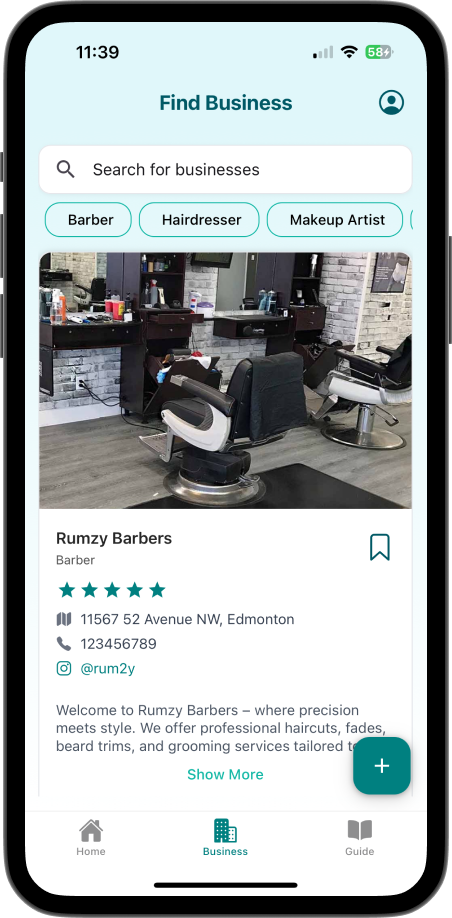 11:39
58
Find Business
Search for businesses
Barber
Hairdresser
Makeup Artist
Rumzy Barbers
Barber
11567 52 Avenue NW, Edmonton
123456789
@rum2y
Welcome to Rumzy Barbers – where precision
meets style. We offer professional haircuts, fades,
beard trims, and grooming services tailored
Show More
+
Home
Business
Guide